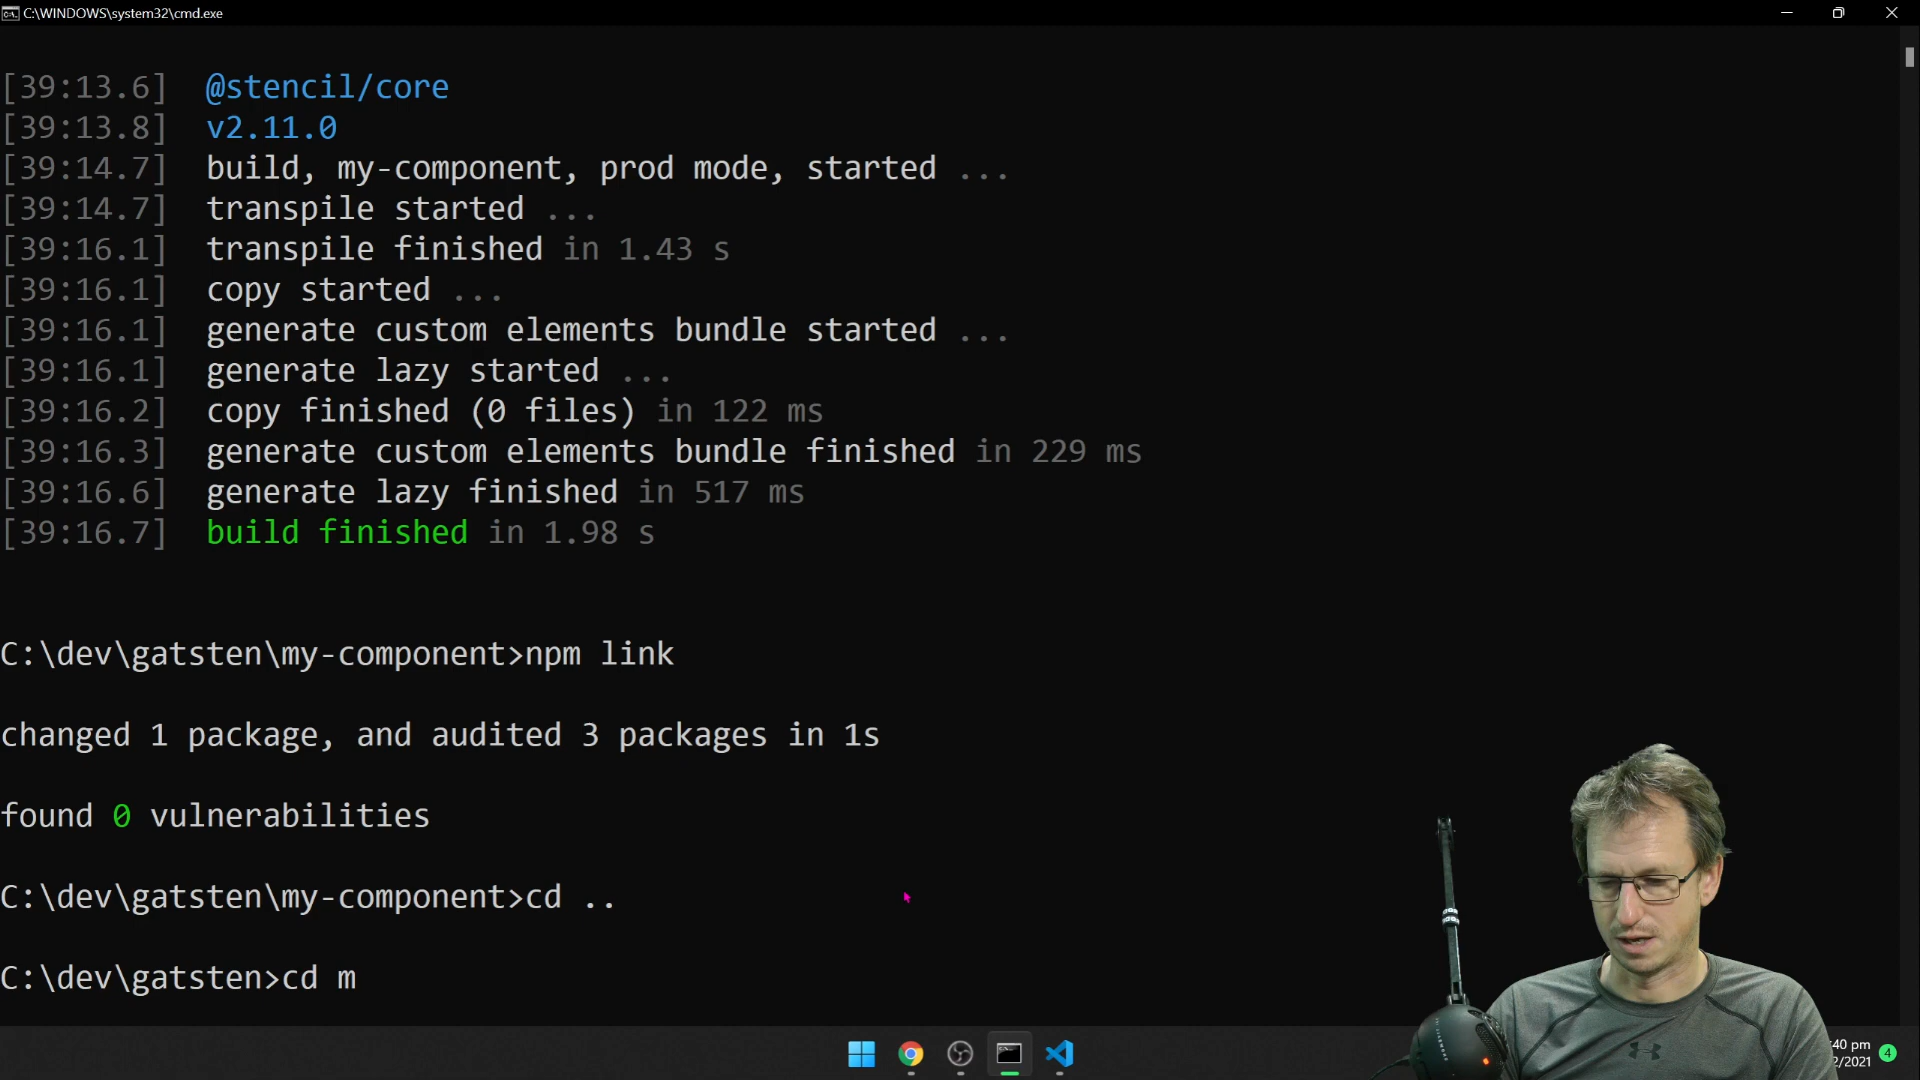 C:\WINDOWS\system32\cmd.exe
[39:13.6] @stencil/core
[39:13.8] v2.11.0
[39:14.7] build, my-component, prod mode, started ...
[39:14.7] transpile started ...
[39:16.1] transpile finished in 1.43 s
[39:16.1] copy started ...
[39:16.1] generate custom elements bundle started ...
[39:16.1] generate lazy started ...
[39:16.2] copy finished (0 files) in 122 ms
[39:16.3] generate custom elements bundle finished in 229 ms
[39:16.6] generate lazy finished in 517 ms
[39:16.7] build finished in 1.98 s
C:\dev\gatsten\my-component>npm link
changed 1 package, and audited 3 packages in 1s
found 0 vulnerabilities
C:\dev\gatsten\my-component>cd ..
C:\dev\gatsten>cd m
40 pm
2/2021
4